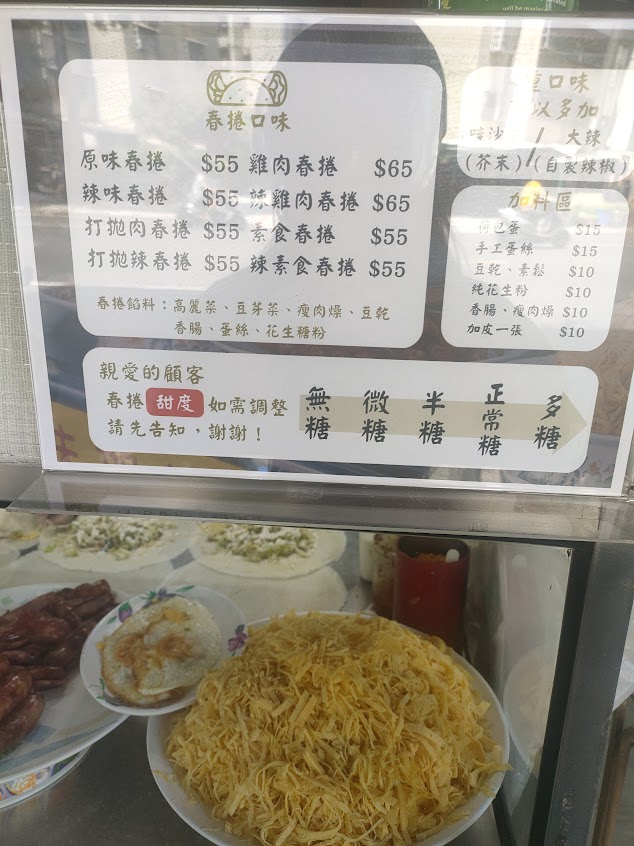 春捲口味
原味春捲 $55 雞肉春捲 $65
辣味春捲 $55 辣雞肉春捲 $65
打拋肉春捲 $55 素食春捲 $55
打拋辣春捲 $55 辣素食春捲 $55
春捲餡料：高麗菜、豆芽菜、瘦肉燥、豆乾
香腸、蛋絲、花生糖粉
重口味
以多加
哇沙 / 大辣
(芥末)/(自製辣椒)
加料區
荷包蛋 $15
手工蛋絲 $15
豆乾、素鬆 $10
純花生粉 $10
香腸、瘦肉燥 $10
加皮一張 $10
親愛的顧客
春捲 甜度 如需調整
請先告知，謝謝！
無糖 微糖 半糖 正常糖 多糖